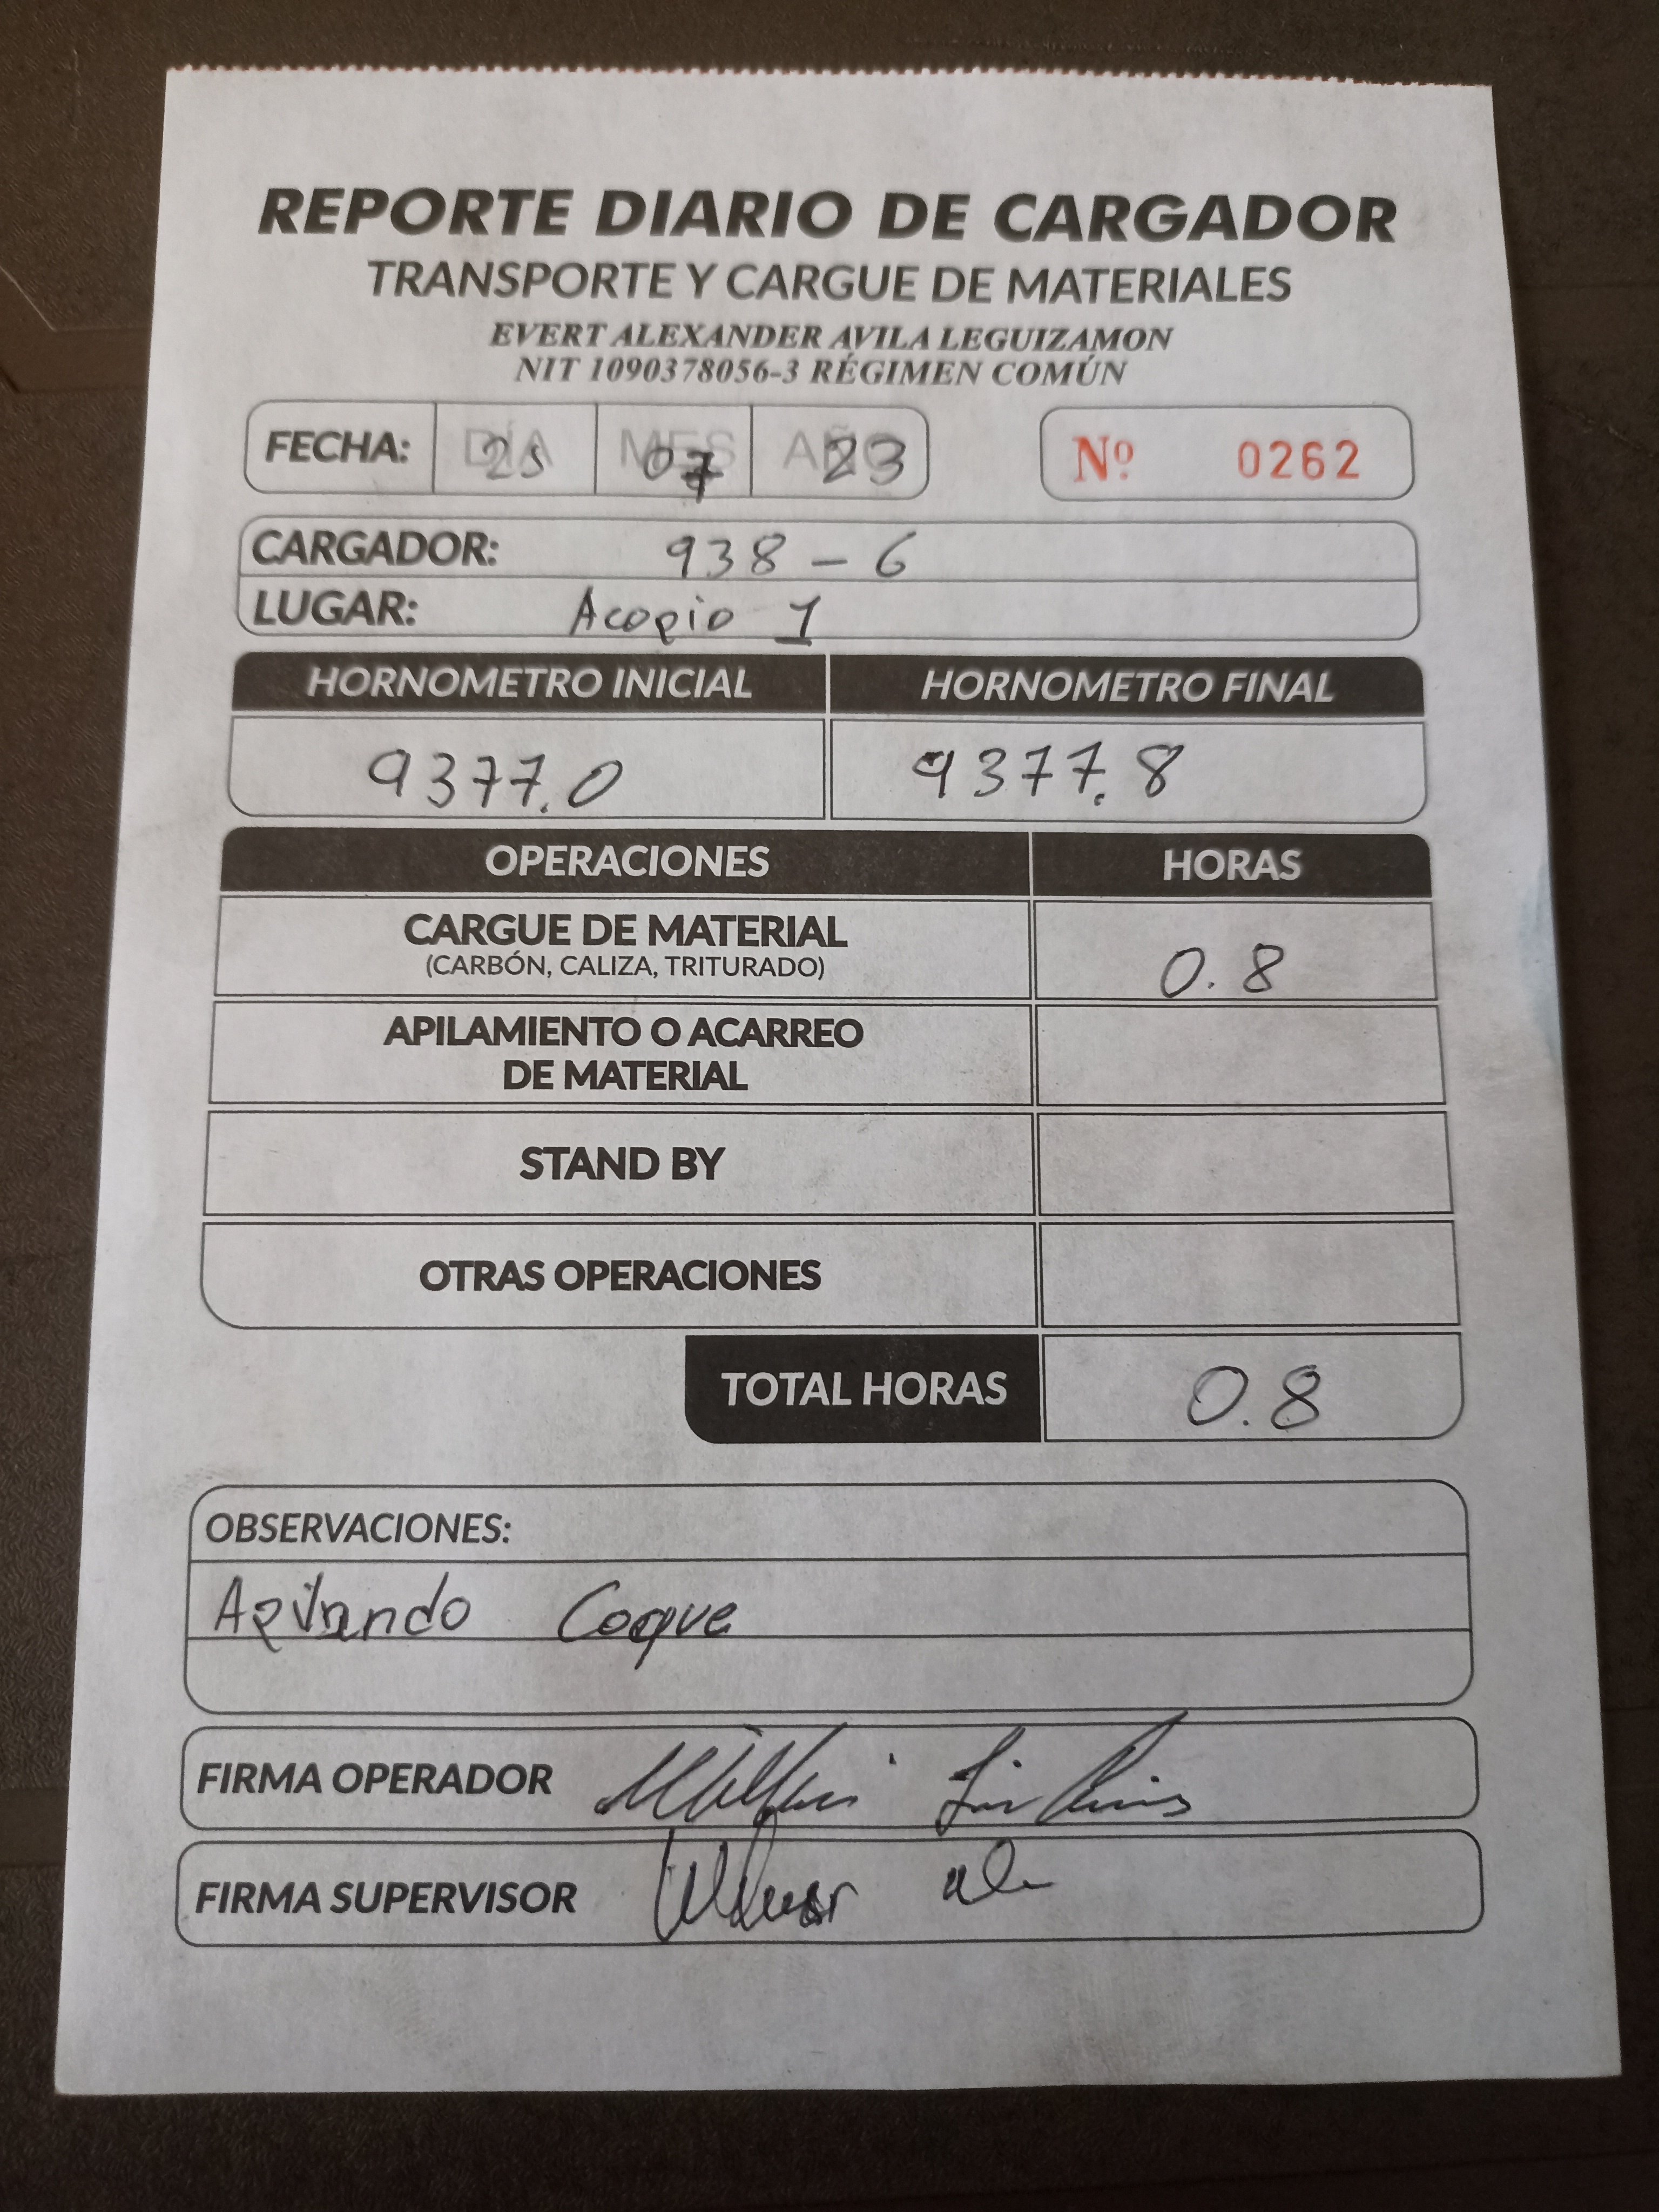 REPORTE DIARIO DE CARGADOR
TRANSPORTE Y CARGUE DE MATERIALES
EVERT ALEXANDER AVILA LEGUIZAMON
NIT 1090378056-3 RÉGIMEN COMÚN
FECHA: DÍA 25 MES 07 AÑO 23 Nº 0262
CARGADOR: 938 - 6
LUGAR: Acopio 1
HORNOMETRO INICIAL HORNOMETRO FINAL
9377.0 9377.8
OPERACIONES HORAS
CARGUE DE MATERIAL
(CARBÓN, CALIZA, TRITURADO) 0.8
APILAMIENTO O ACARREO
DE MATERIAL
STAND BY
OTRAS OPERACIONES
TOTAL HORAS 0.8
OBSERVACIONES:
Apilando Coque
FIRMA OPERADOR
FIRMA SUPERVISOR